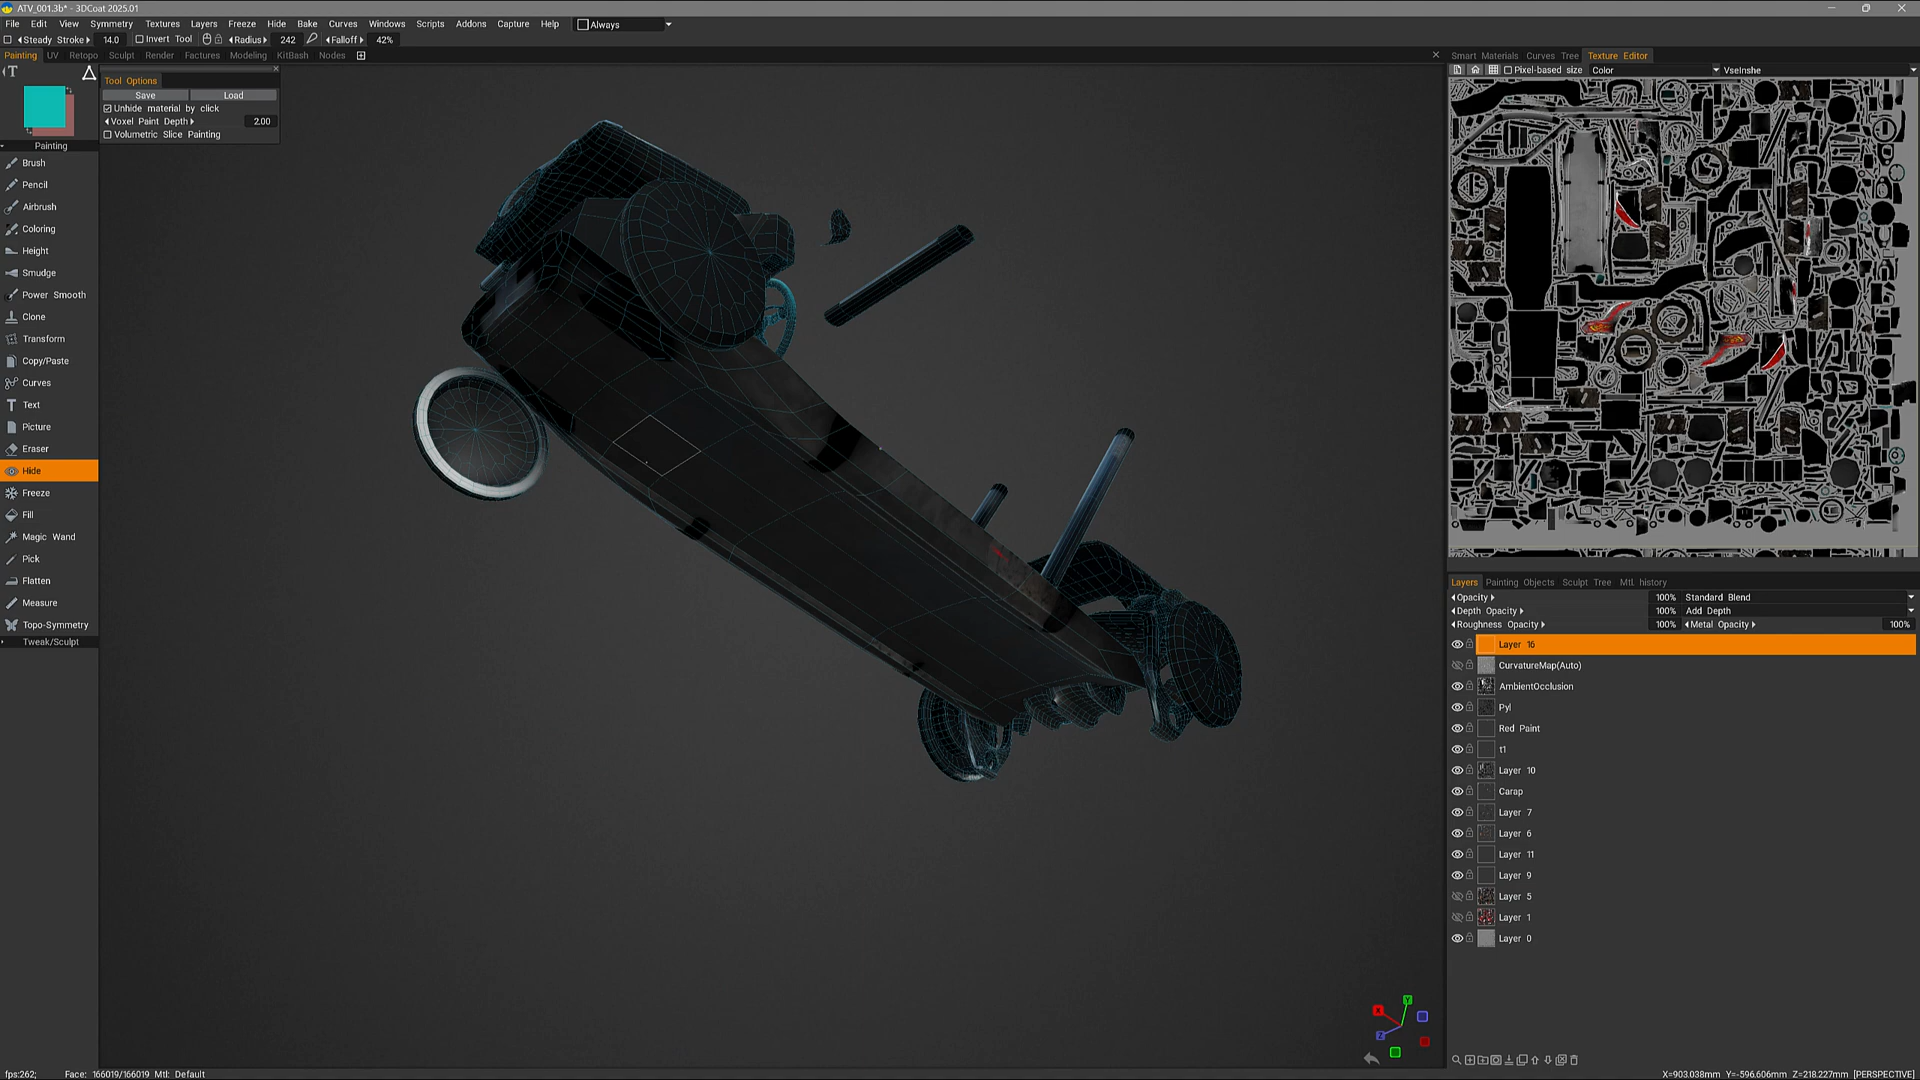 ATV_001.3b* - 3DCoat 2025.01
File Edit View Symmetry Textures Layers Freeze Hide Bake Curves Windows Scripts Addons Capture Help Always
Steady Stroke 14.0 Invert Tool Radius 242 Falloff 42%
Painting UV Retopo Sculpt Render Factures Modeling KitBash Nodes
T
Tool Options
Save Load
Unhide material by click
Voxel Paint Depth 2.00
Volumetric Slice Painting
Painting
Brush
Pencil
Airbrush
Coloring
Height
Smudge
Power Smooth
Clone
Transform
Copy/Paste
Curves
Text
Picture
Eraser
Hide
Freeze
Fill
Magic Wand
Pick
Flatten
Measure
Topo-Symmetry
Tweak/Sculpt
Smart Materials Curves Tree Texture Editor
Pixel-based size Color VseInshe
Layers Painting Objects Sculpt Tree Mtl. history
Opacity 100% Standard Blend
Depth Opacity 100% Add Depth
Roughness Opacity 100% Metal Opacity 100%
Layer 16
CurvatureMap(Auto)
AmbientOcclusion
Pyl
Red Paint
t1
Layer 10
Carap
Layer 7
Layer 6
Layer 11
Layer 9
Layer 5
Layer 1
Layer 0
Y
X
Z
fps:262; Face: 166019/166019 Mtl: Default
X=903.038mm Y=-596.606mm Z=218.227mm [PERSPECTIVE]